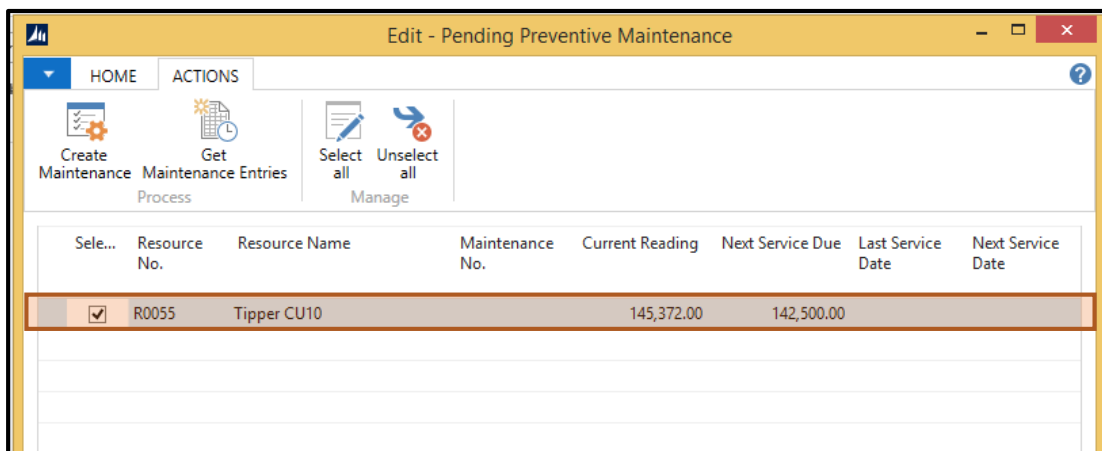 Edit - Pending Preventive Maintenance
HOME ACTIONS
Create Maintenance
Get Maintenance Entries
Select all
Unselect all
Process Manage
Sele... Resource No. Resource Name Maintenance No. Current Reading Next Service Due Last Service Date Next Service Date
R0055 Tipper CU10 145,372.00 142,500.00